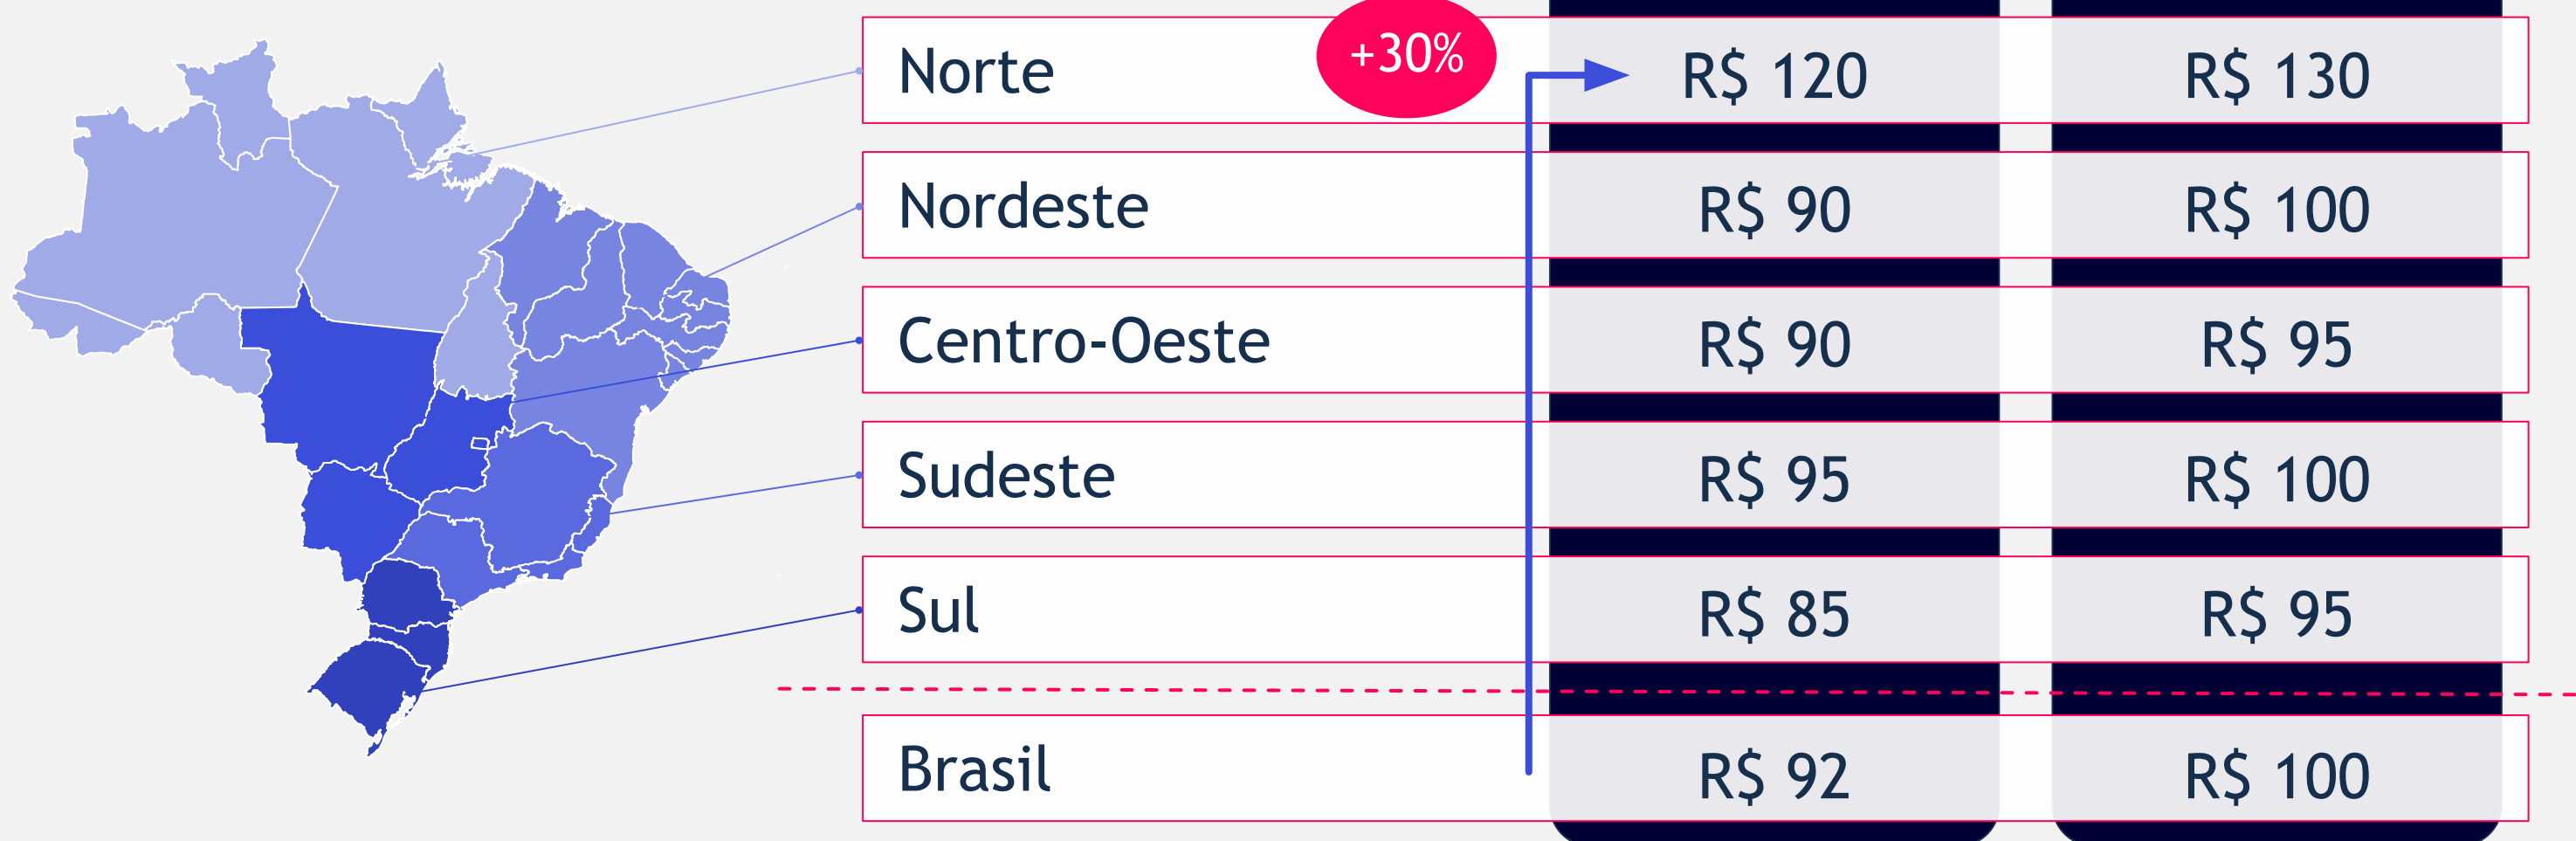 Norte +30% R$ 120 R$ 130
Nordeste R$ 90 R$ 100
Centro-Oeste R$ 90 R$ 95
Sudeste R$ 95 R$ 100
Sul R$ 85 R$ 95
Brasil R$ 92 R$ 100